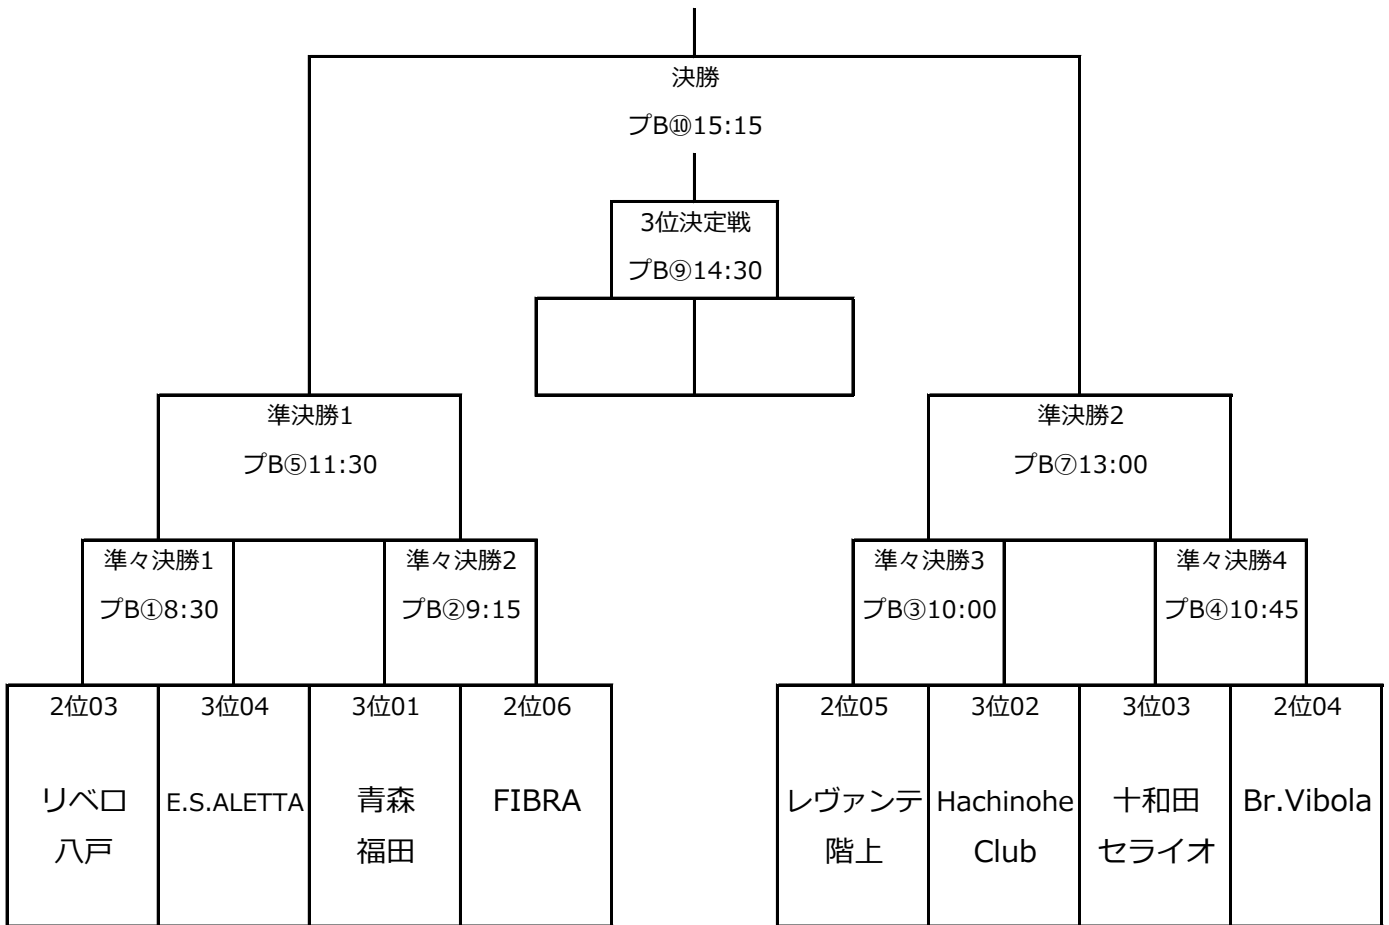 決勝
プB⑩15:15
3位決定戦
プB⑨14:30
準決勝1
プB⑤11:30
準決勝2
プB⑦13:00
準々決勝1
プB①8:30
準々決勝2
プB②9:15
準々決勝3
プB③10:00
準々決勝4
プB④10:45
2位03
リベロ
八戸
3位04
E.S.ALETTA
3位01
青森
福田
2位06
FIBRA
2位05
レヴァンテ
階上
3位02
Hachinohe
Club
3位03
十和田
セライオ
2位04
Br.Vibola